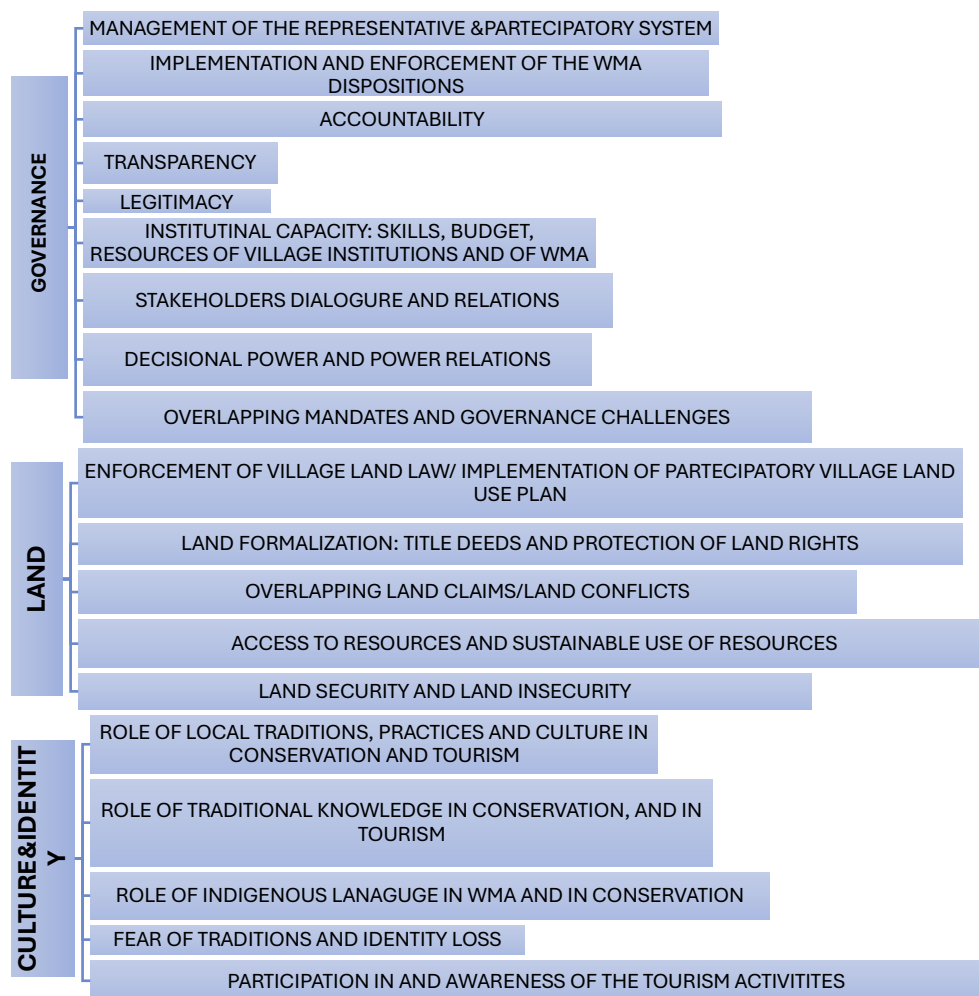 GOVERNANCE
MANAGEMENT OF THE REPRESENTATIVE &PARTECIPATORY SYSTEM
IMPLEMENTATION AND ENFORCEMENT OF THE WMA
DISPOSITIONS
ACCOUNTABILITY
TRANSPARENCY
LEGITIMACY
INSTITUTINAL CAPACITY: SKILLS, BUDGET,
RESOURCES OF VILLAGE INSTITUTIONS AND OF WMA
STAKEHOLDERS DIALOGURE AND RELATIONS
DECISIONAL POWER AND POWER RELATIONS
OVERLAPPING MANDATES AND GOVERNANCE CHALLENGES
LAND
ENFORCEMENT OF VILLAGE LAND LAW/ IMPLEMENTATION OF PARTECIPATORY VILLAGE LAND
USE PLAN
LAND FORMALIZATION: TITLE DEEDS AND PROTECTION OF LAND RIGHTS
OVERLAPPING LAND CLAIMS/LAND CONFLICTS
ACCESS TO RESOURCES AND SUSTAINABLE USE OF RESOURCES
LAND SECURITY AND LAND INSECURITY
CULTURE&IDENTIT
Y
ROLE OF LOCAL TRADITIONS, PRACTICES AND CULTURE IN
CONSERVATION AND TOURISM
ROLE OF TRADITIONAL KNOWLEDGE IN CONSERVATION, AND IN
TOURISM
ROLE OF INDIGENOUS LANAGUGE IN WMA AND IN CONSERVATION
FEAR OF TRADITIONS AND IDENTITY LOSS
PARTICIPATION IN AND AWARENESS OF THE TOURISM ACTIVITITES